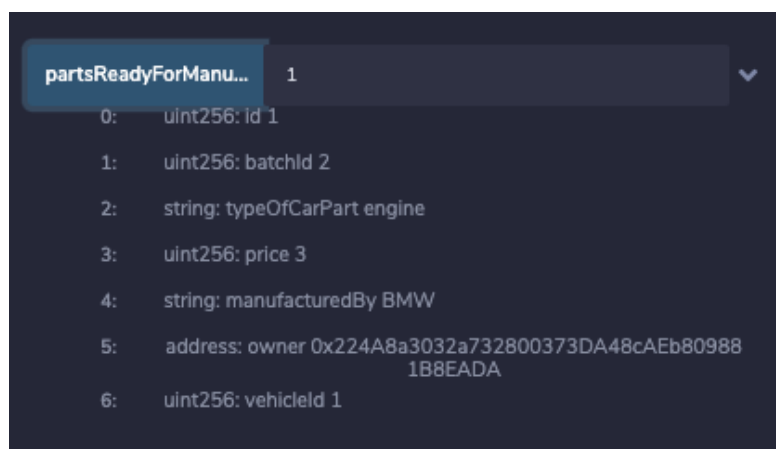 partsReadyForManu... 1
0: uint256: id 1
1: uint256: batchId 2
2: string: typeOfCarPart engine
3: uint256: price 3
4: string: manufacturedBy BMW
5: address: owner 0x224A8a3032a732800373DA48cAEb80988
1B8EADA
6: uint256: vehicleId 1